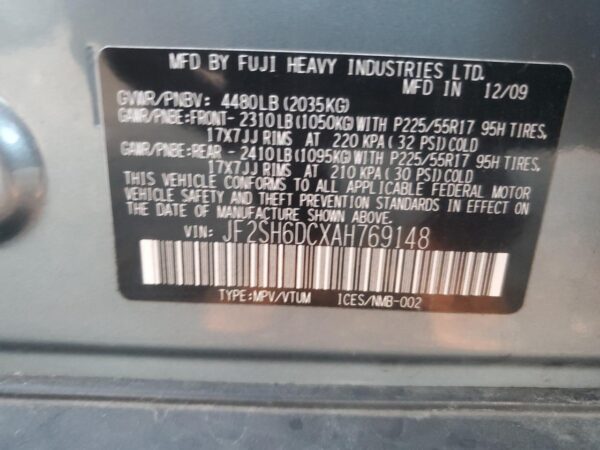 MFD BY FUJI HEAVY INDUSTRIES LTD.
MFD IN 12/09
GVWR/PNBV: 4480LB(2035KG)
GAWR/PNBE:FRONT- 2310LB(1050KG)WITH P225/55R17 95H TIRES,
17X7JJ RIMS AT 220 KPA( 32 PSI)COLD
GAWR/PNBE:REAR - 2410LB(1095KG)WITH P225/55R17 95H TIRES,
17X7JJ RIMS AT 210 KPA( 30 PSI)COLD
THIS VEHICLE CONFORMS TO ALL APPLICABLE FEDERAL MOTOR
VEHICLE SAFETY AND THEFT PREVENTION STANDARDS IN EFFECT ON
THE DATE OF MANUFACTURE SHOWN ABOVE.
VIN: JF2SH6DCXAH769148
TYPE:MPV/VTUM ICES/NMB-002